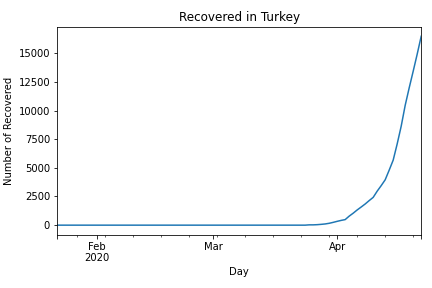 Recovered in Turkey
Number of Recovered
15000
12500
10000
7500
5000
2500
0
Feb
2020
Mar
Apr
Day